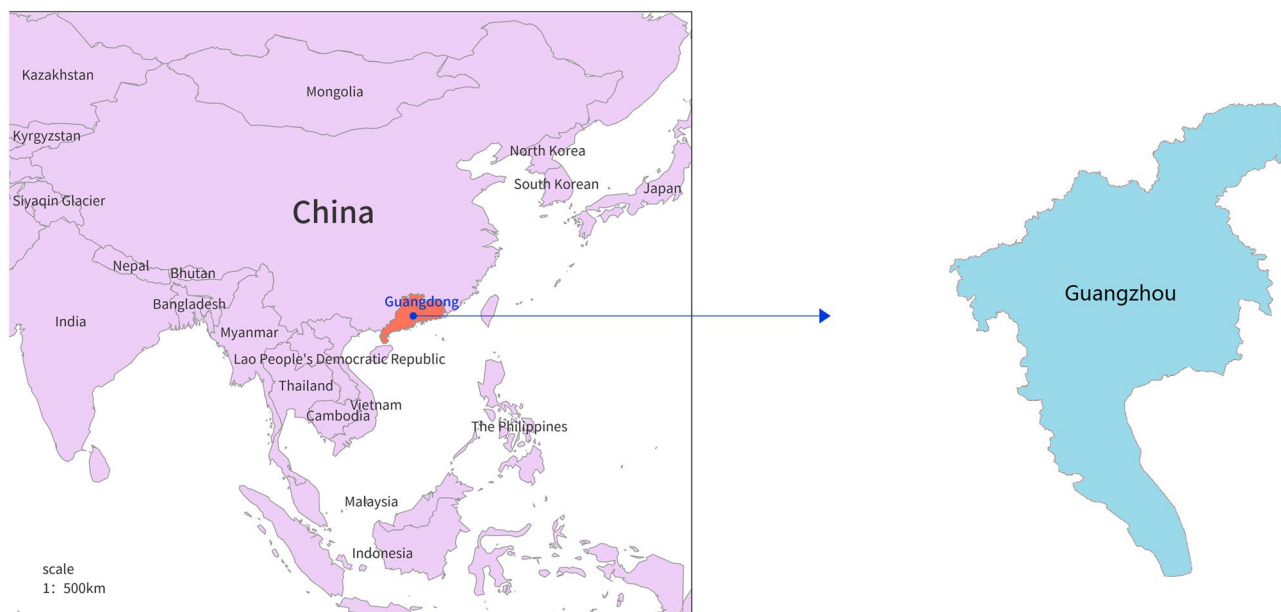 Kazakhstan
Mongolia
Kyrgyzstan
North Korea
South Korean
Japan
Siyaqin Glacier
China
Nepal
Bhutan
Guangdong
Bangladesh
India
Myanmar
Lao People's Democratic Republic
Thailand
Vietnam
Cambodia
The Philippines
Malaysia
Indonesia
scale
1: 500km
Guangzhou